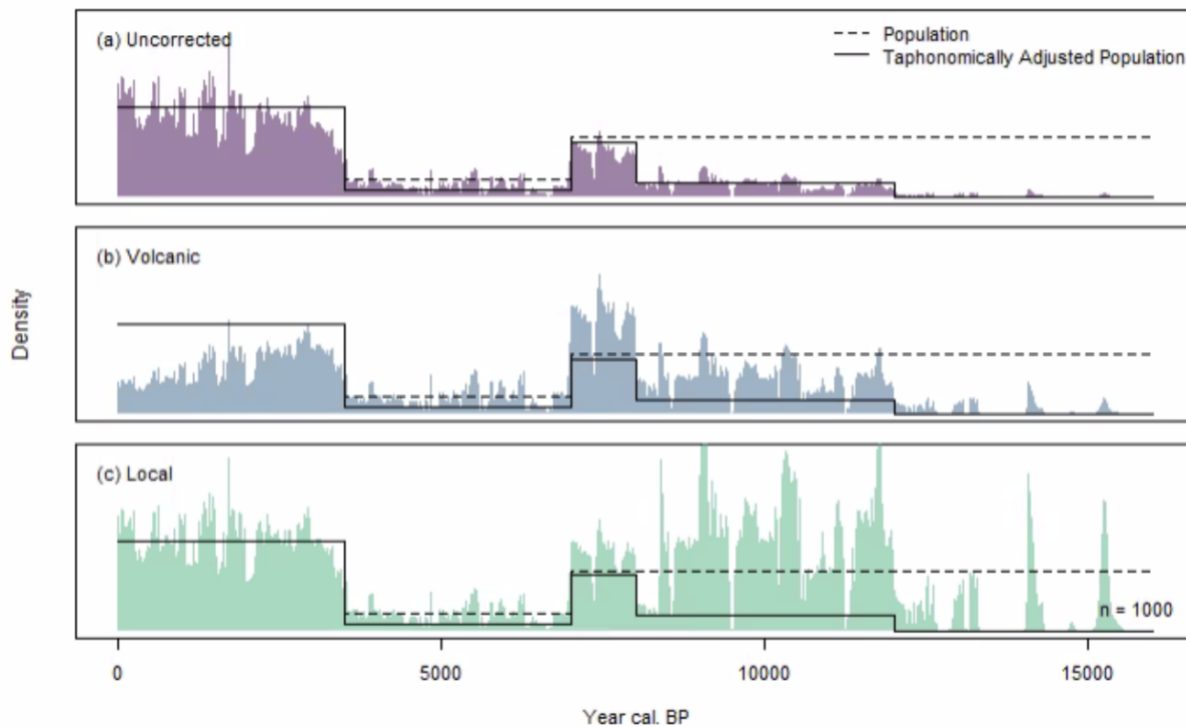 (a) Uncorrected
Population
Taphonomically Adjusted Population
(b) Volcanic
Density
(c) Local
n = 1000
0 5000 10000 15000
Year cal. BP